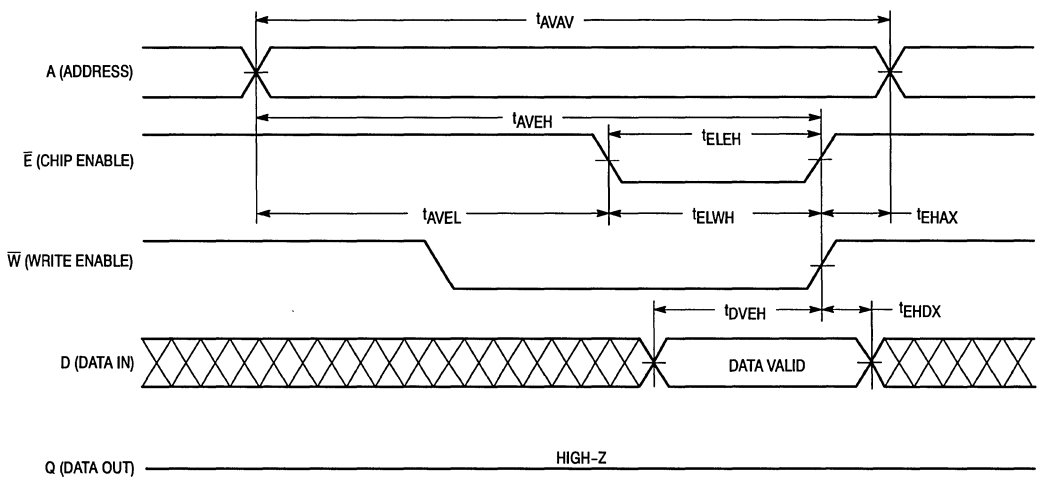 tAVAV
A (ADDRESS)
tAVEH
E̅ (CHIP ENABLE)
tELEH
tAVEL
tELWH
tEHAX
W̅ (WRITE ENABLE)
tDVEH
tEHDX
D (DATA IN)
DATA VALID
Q (DATA OUT)
HIGH–Z